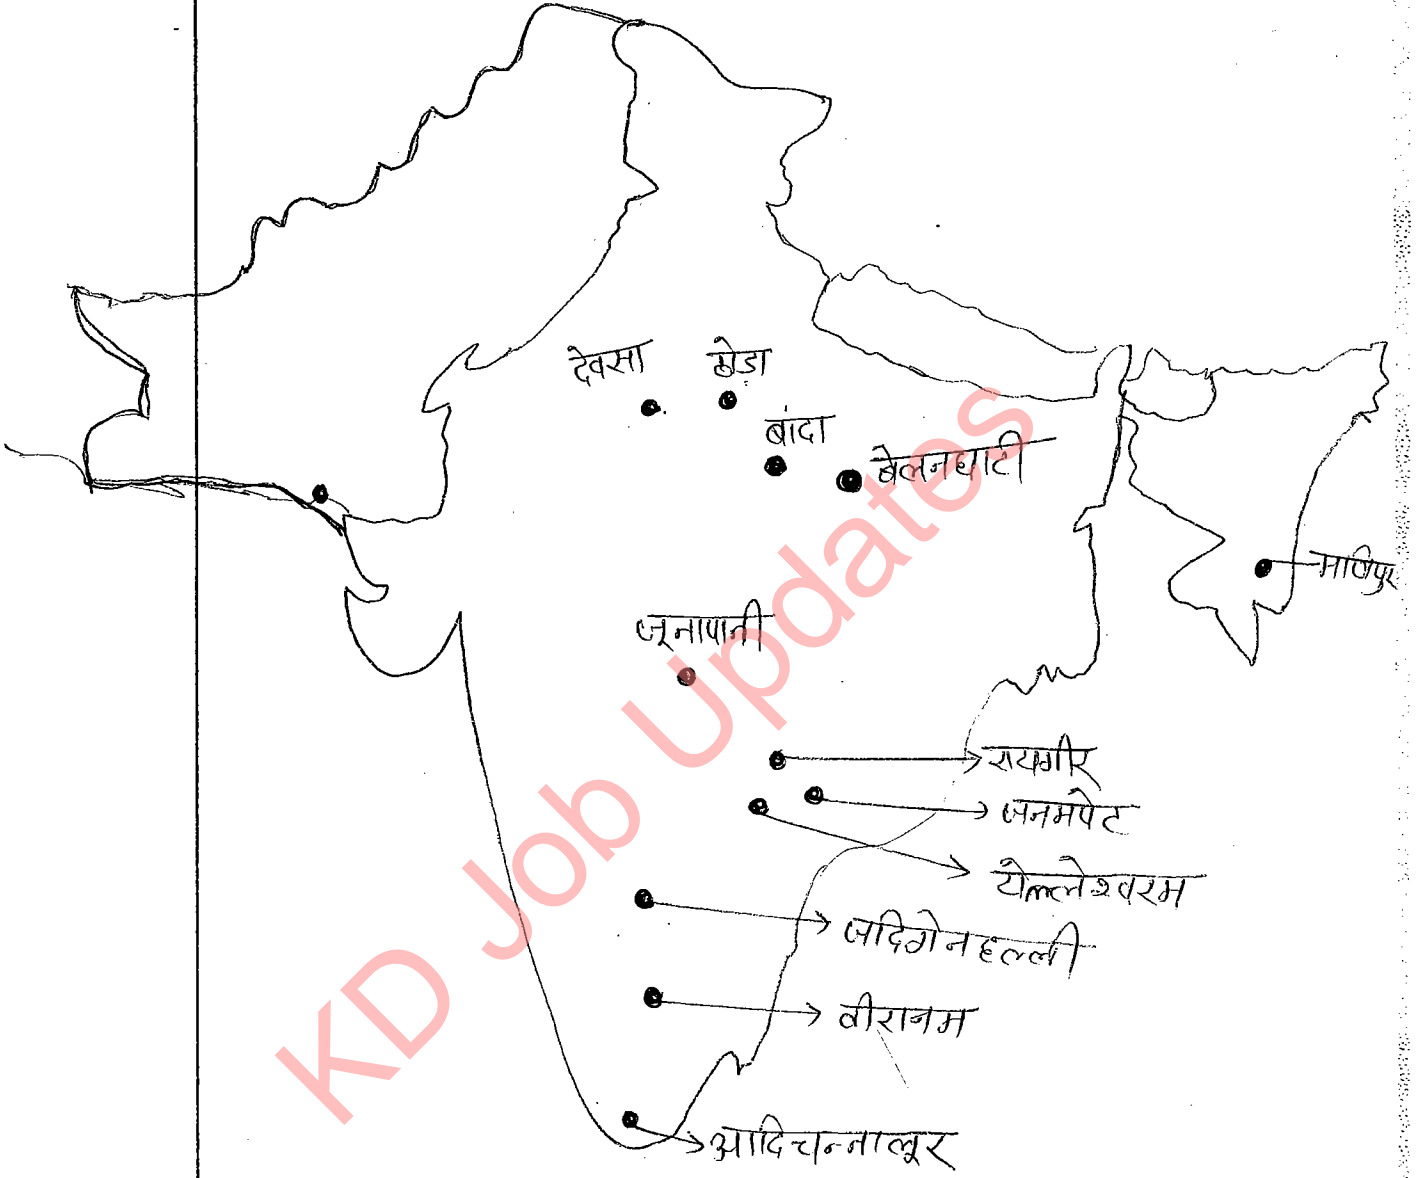 देवसा
खेड़ा
बांदा
बेलनघाटी
मणिपुर
जूनापानी
रायगीर
जनमपेट
येल्लेश्वरम
जदिगेनहल्ली
वीरानम
आदिचन्नालूर
KD Job Updates